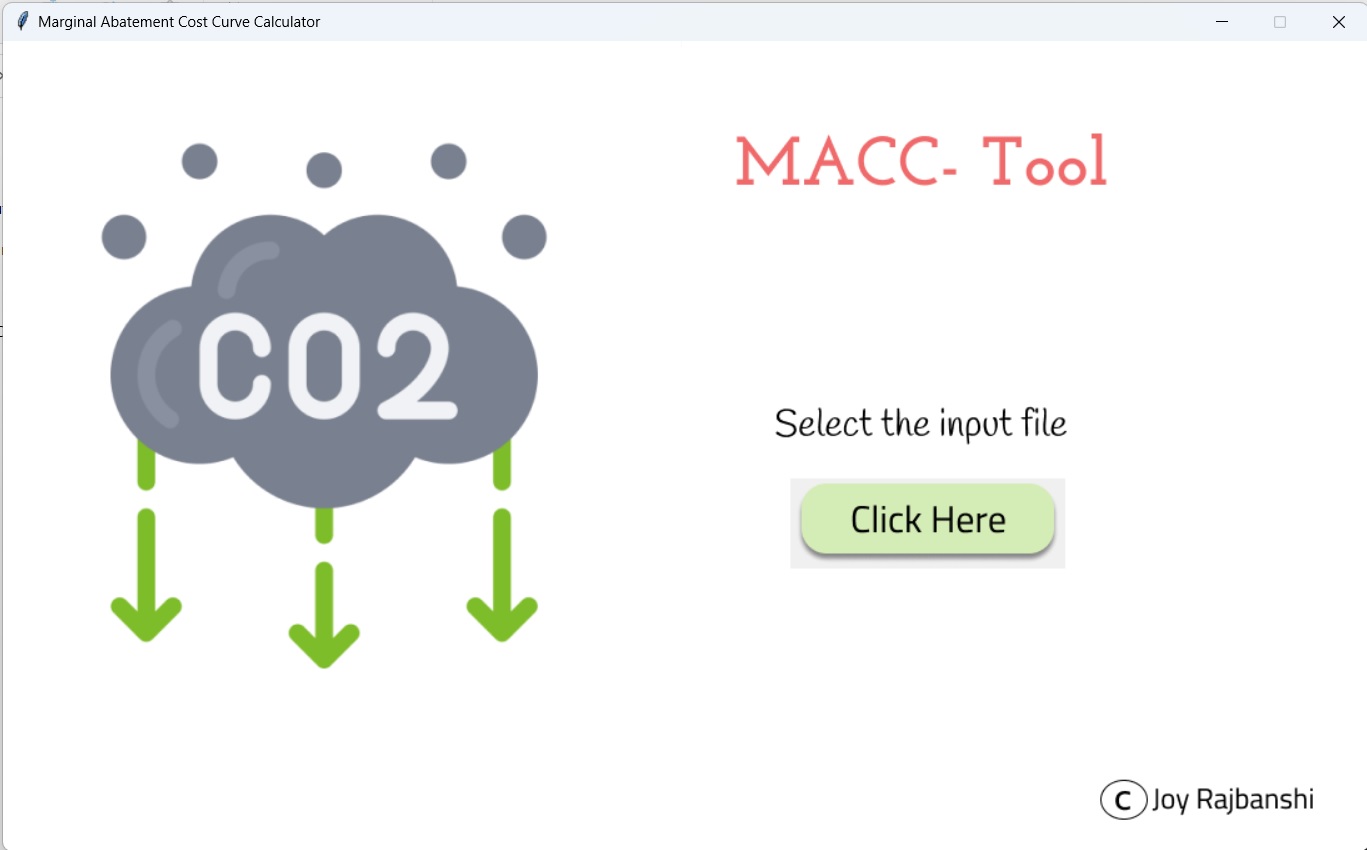 Marginal Abatement Cost Curve Calculator
MACC- Tool
CO2
Select the input file
Click Here
C Joy Rajbanshi